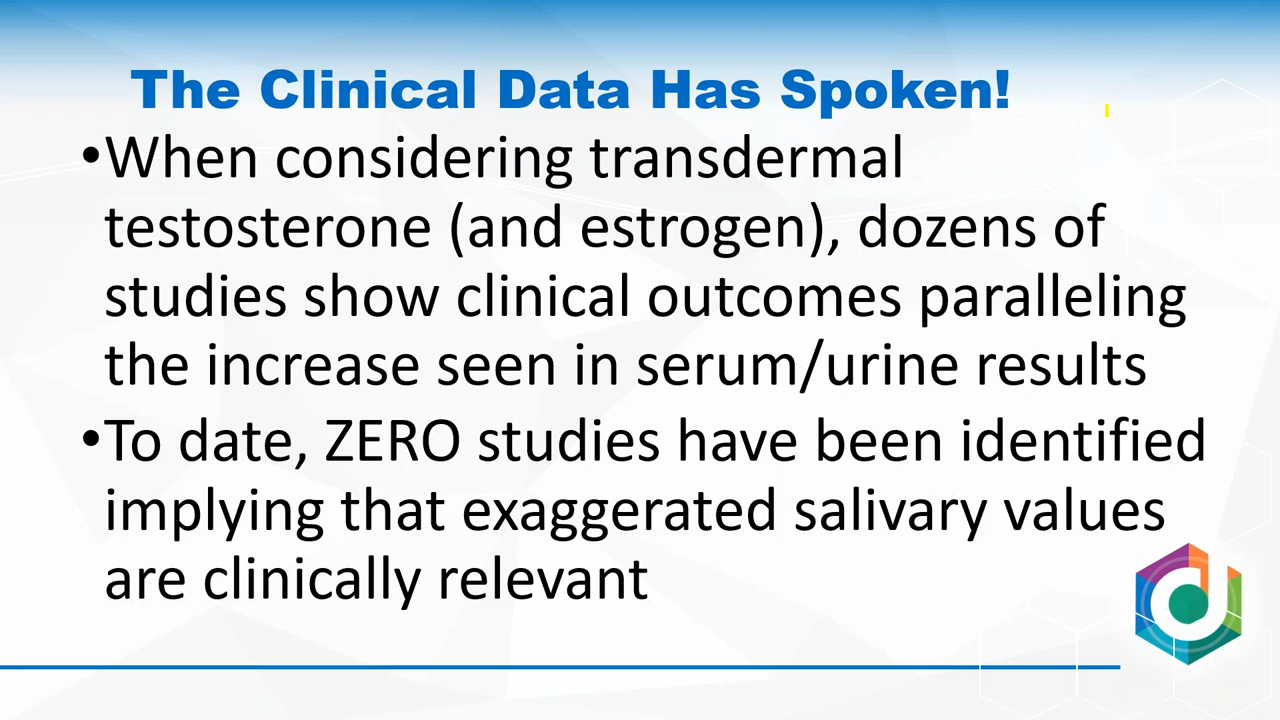 The Clinical Data Has Spoken!
•When considering transdermal
testosterone (and estrogen), dozens of
studies show clinical outcomes paralleling
the increase seen in serum/urine results
•To date, ZERO studies have been identified
implying that exaggerated salivary values
are clinically relevant